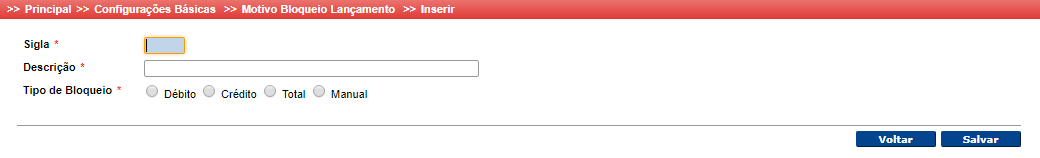 >> Principal >> Configurações Básicas >> Motivo Bloqueio Lançamento >> Inserir
Sigla *
Descrição *
Tipo de Bloqueio * Débito Crédito Total Manual
Voltar Salvar